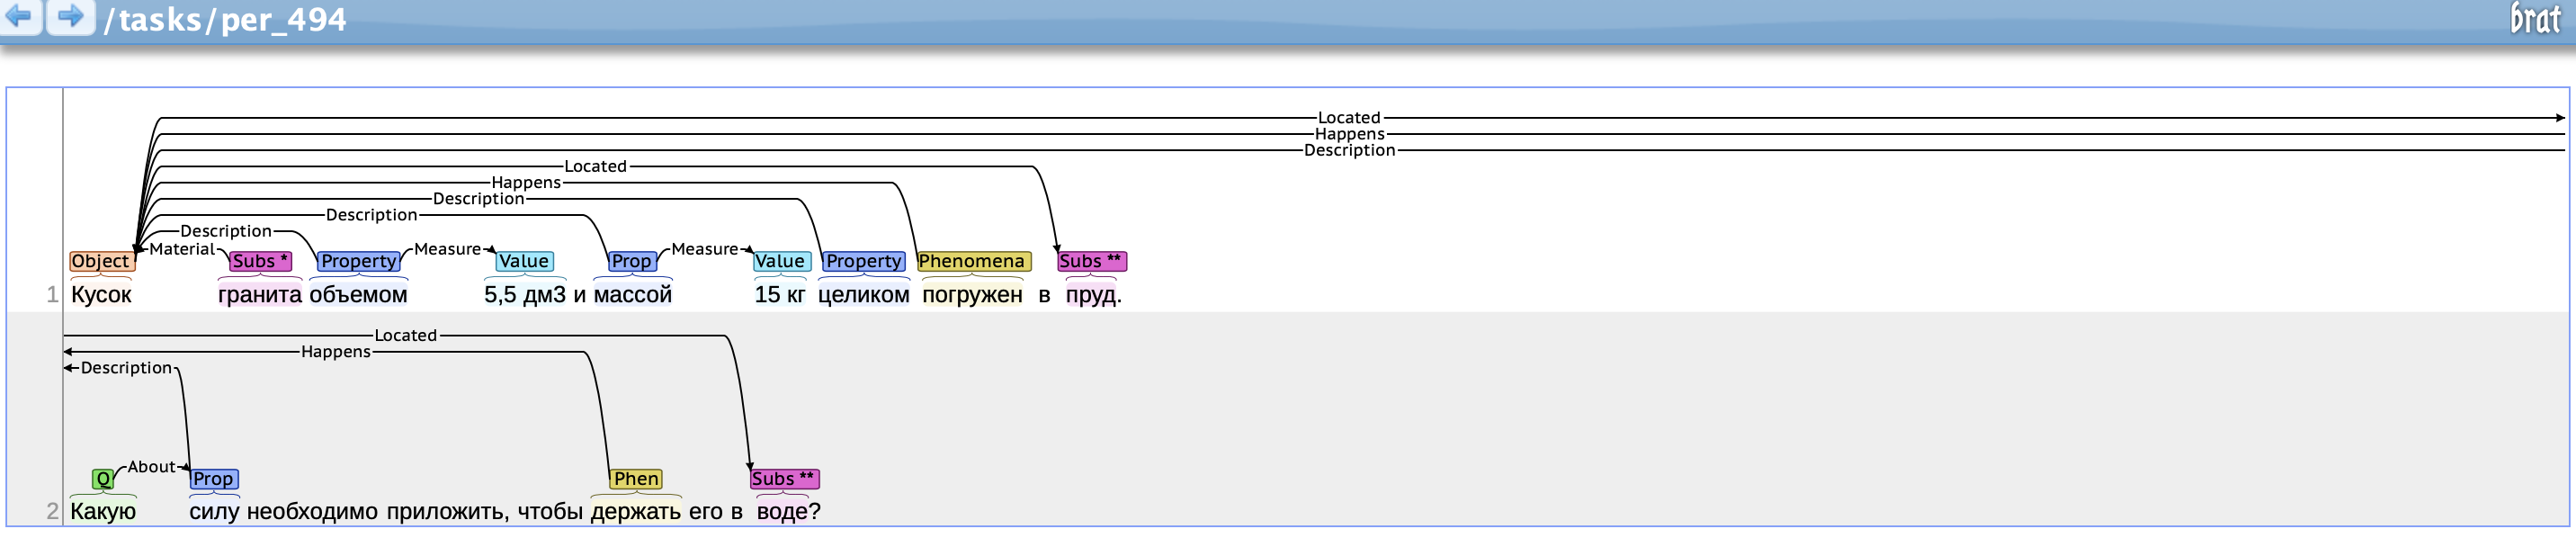 /tasks/per_494 brat
Located
Happens
Description
Located
Happens
Description
Description
Description
Material Measure Measure
Object Subs * Property Value Prop Value Property Phenomena Subs **
1 Кусок гранита объемом 5,5 дм3 и массой 15 кг целиком погружен в пруд.
Located
Happens
Description
About
Q Prop Phen Subs **
2 Какую силу необходимо приложить, чтобы держать его в воде?